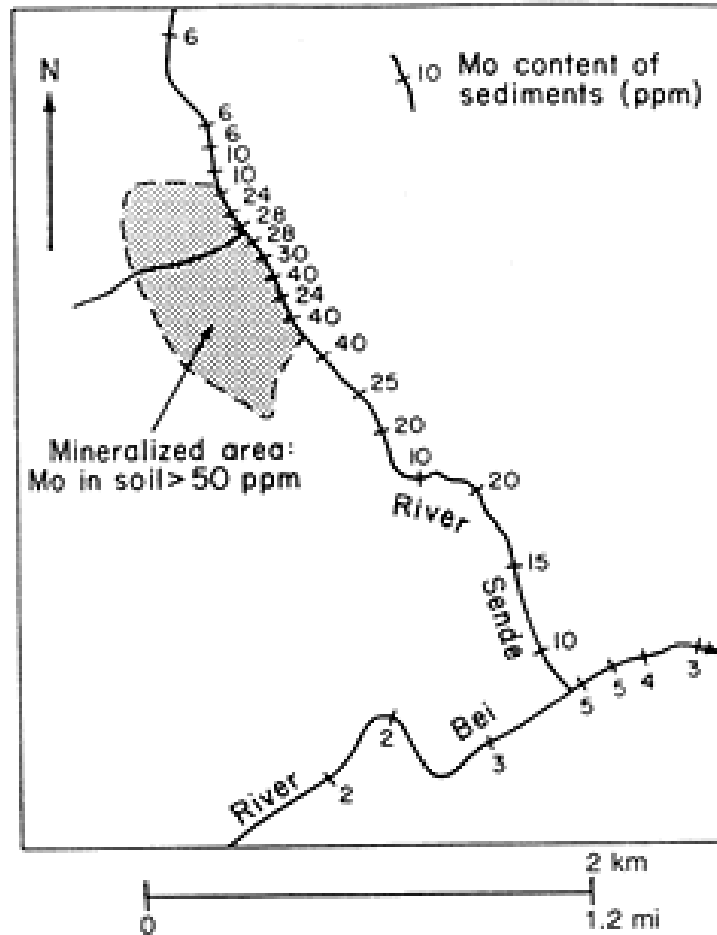 6
N
10 Mo content of
sediments (ppm)
6
6
10
10
24
28
28
30
40
24
40
40
25
20
Mineralized area:
Mo in soil > 50 ppm
10
20
River
15
Sende
10
5
5
4
3
Bei
2
3
River
2
2 km
0
1.2 mi